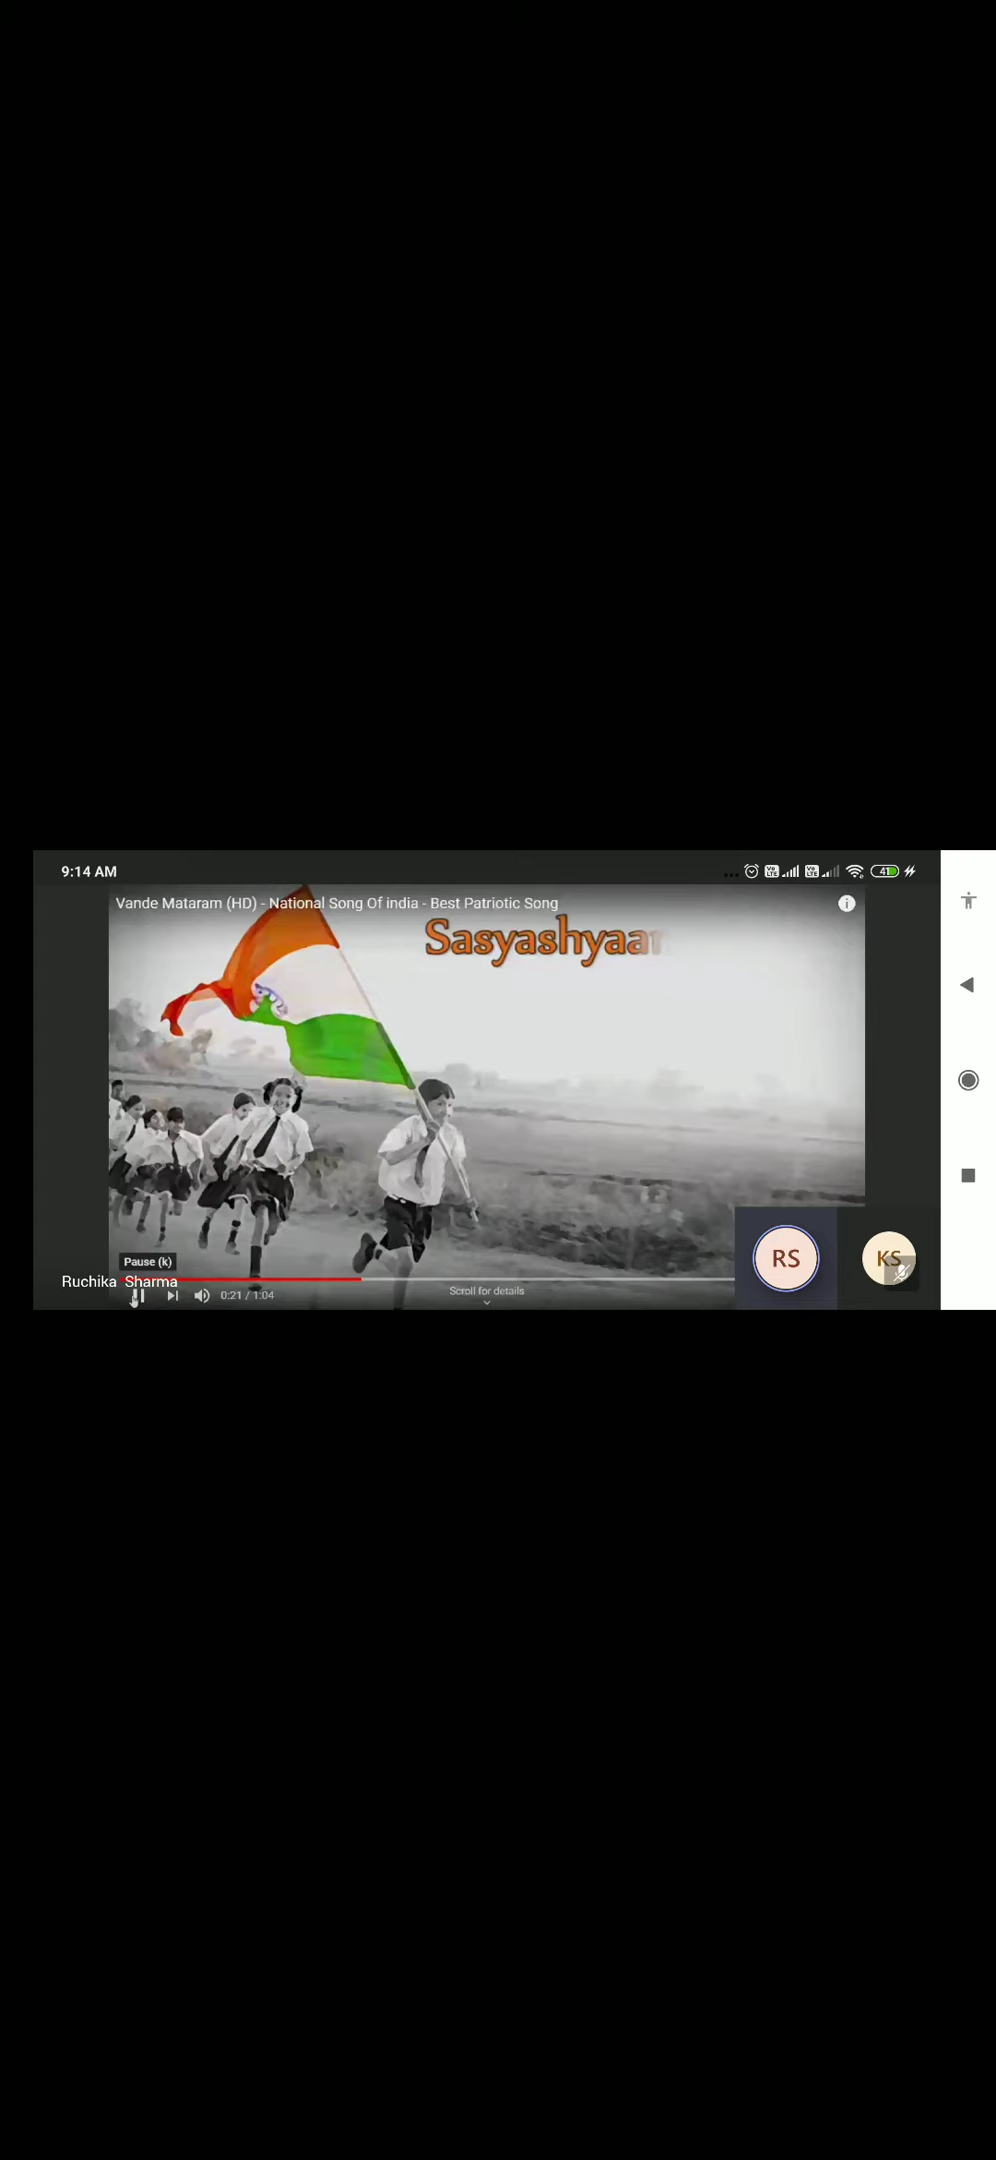 9:14 AM
41
Vande Mataram (HD) - National Song Of india - Best Patriotic Song
Pause (k)
Ruchika Sharma
0:21 / 1:04
Scroll for details
RS
KS